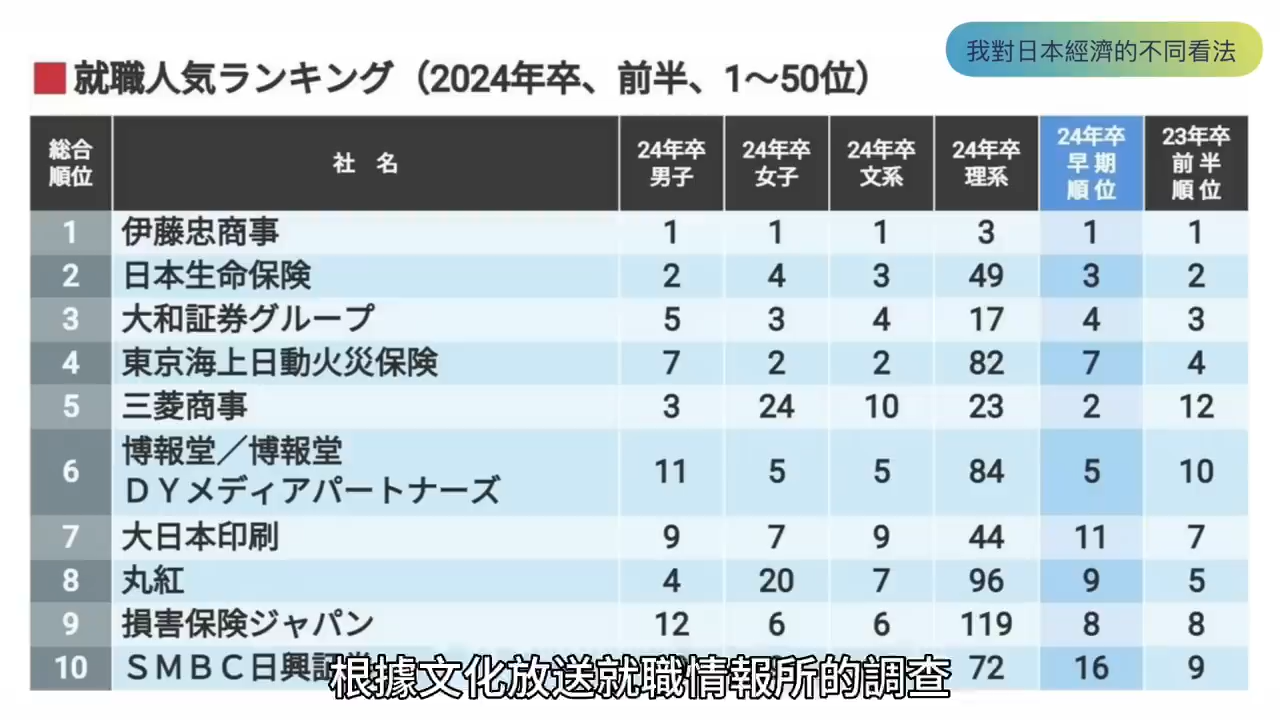 我對日本經濟的不同看法
■就職人気ランキング（2024年卒、前半、1～50位）
総合順位 社 名 24年卒男子 24年卒女子 24年卒文系 24年卒理系 24年卒早期順位 23年卒前半順位
1 伊藤忠商事 1 1 1 3 1 1
2 日本生命保険 2 4 3 49 3 2
3 大和証券グループ 5 3 4 17 4 3
4 東京海上日動火災保険 7 2 2 82 7 4
5 三菱商事 3 24 10 23 2 12
6 博報堂／博報堂ＤＹメディアパートナーズ 11 5 5 84 5 10
7 大日本印刷 9 7 9 44 11 7
8 丸紅 4 20 7 96 9 5
9 損害保険ジャパン 12 6 6 119 8 8
10 ＳＭＢＣ日興証券 72 16 9
根據文化放送就職情報所的調查